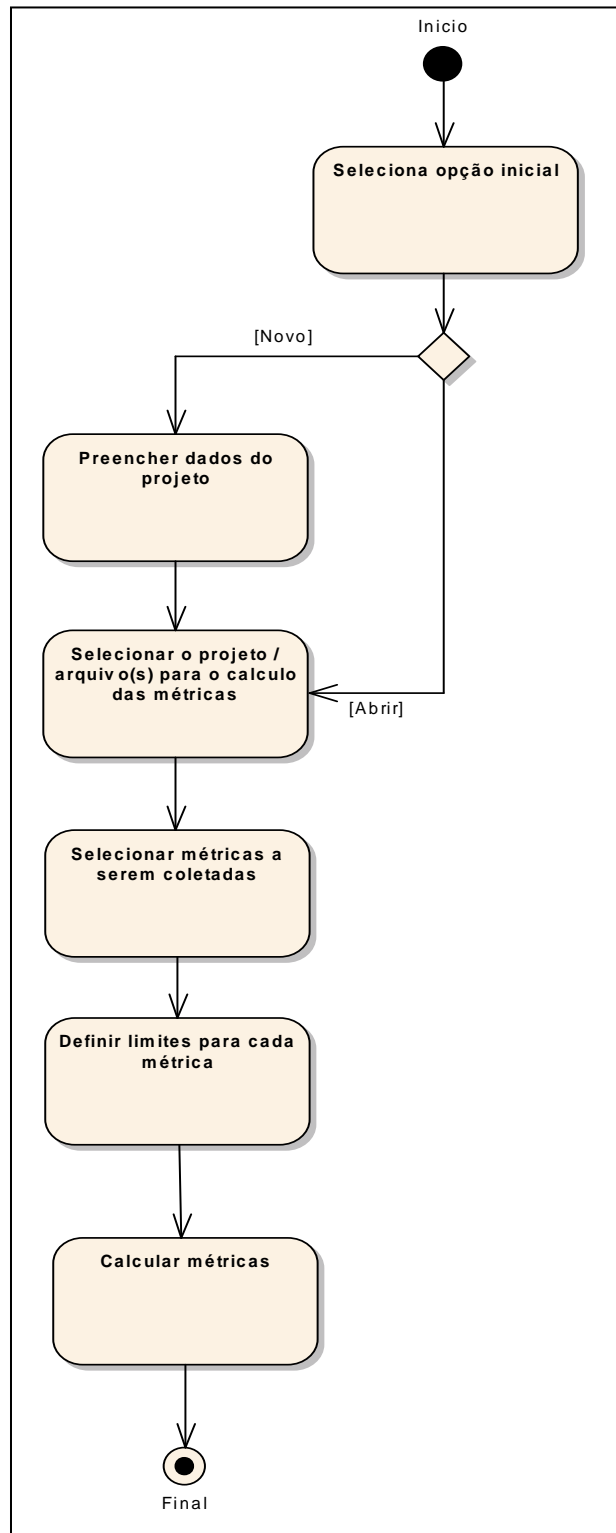 Inicio
Seleciona opção inicial
[Novo]
Preencher dados do
projeto
Selecionar o projeto /
arquivo(s) para o calculo
das métricas
[Abrir]
Selecionar métricas a
serem coletadas
Definir limites para cada
métrica
Calcular métricas
Final